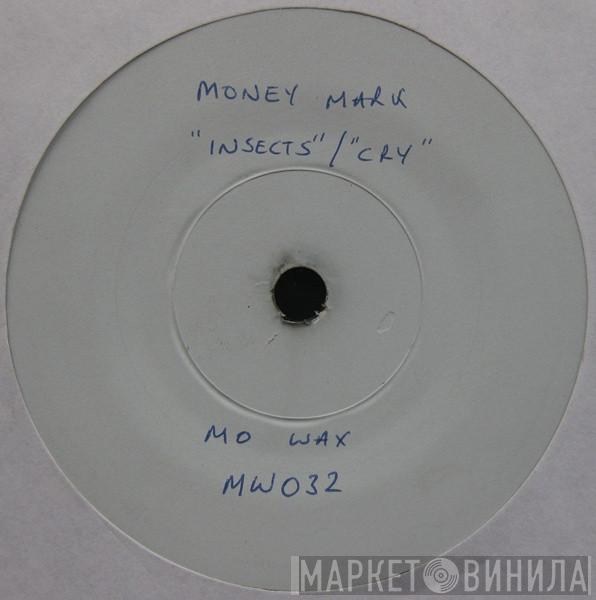 MONEY MARK
"INSECTS"/"CRY"
MO WAX
MW032
МАРКЕТ ВИНИЛА